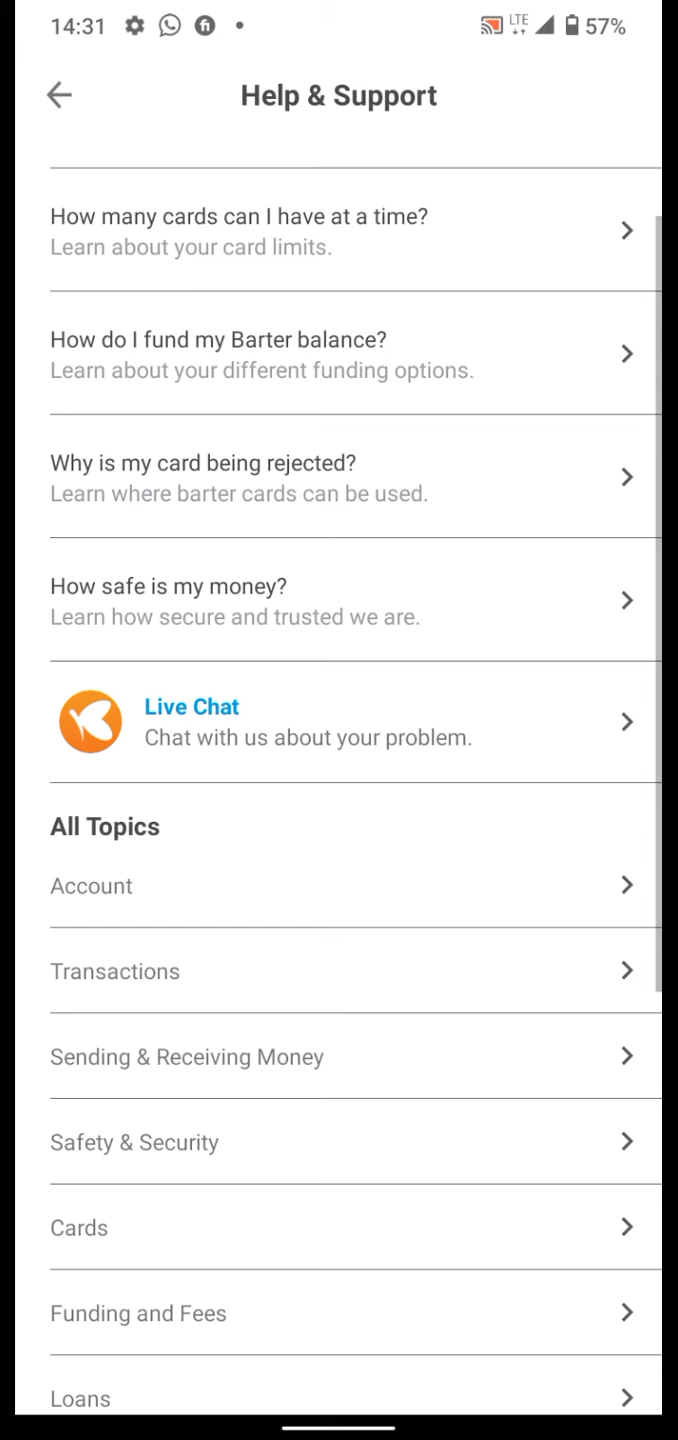 14:31
LTE
57%
Help & Support
How many cards can I have at a time?
Learn about your card limits.
How do I fund my Barter balance?
Learn about your different funding options.
Why is my card being rejected?
Learn where barter cards can be used.
How safe is my money?
Learn how secure and trusted we are.
Live Chat
Chat with us about your problem.
All Topics
Account
Transactions
Sending & Receiving Money
Safety & Security
Cards
Funding and Fees
Loans